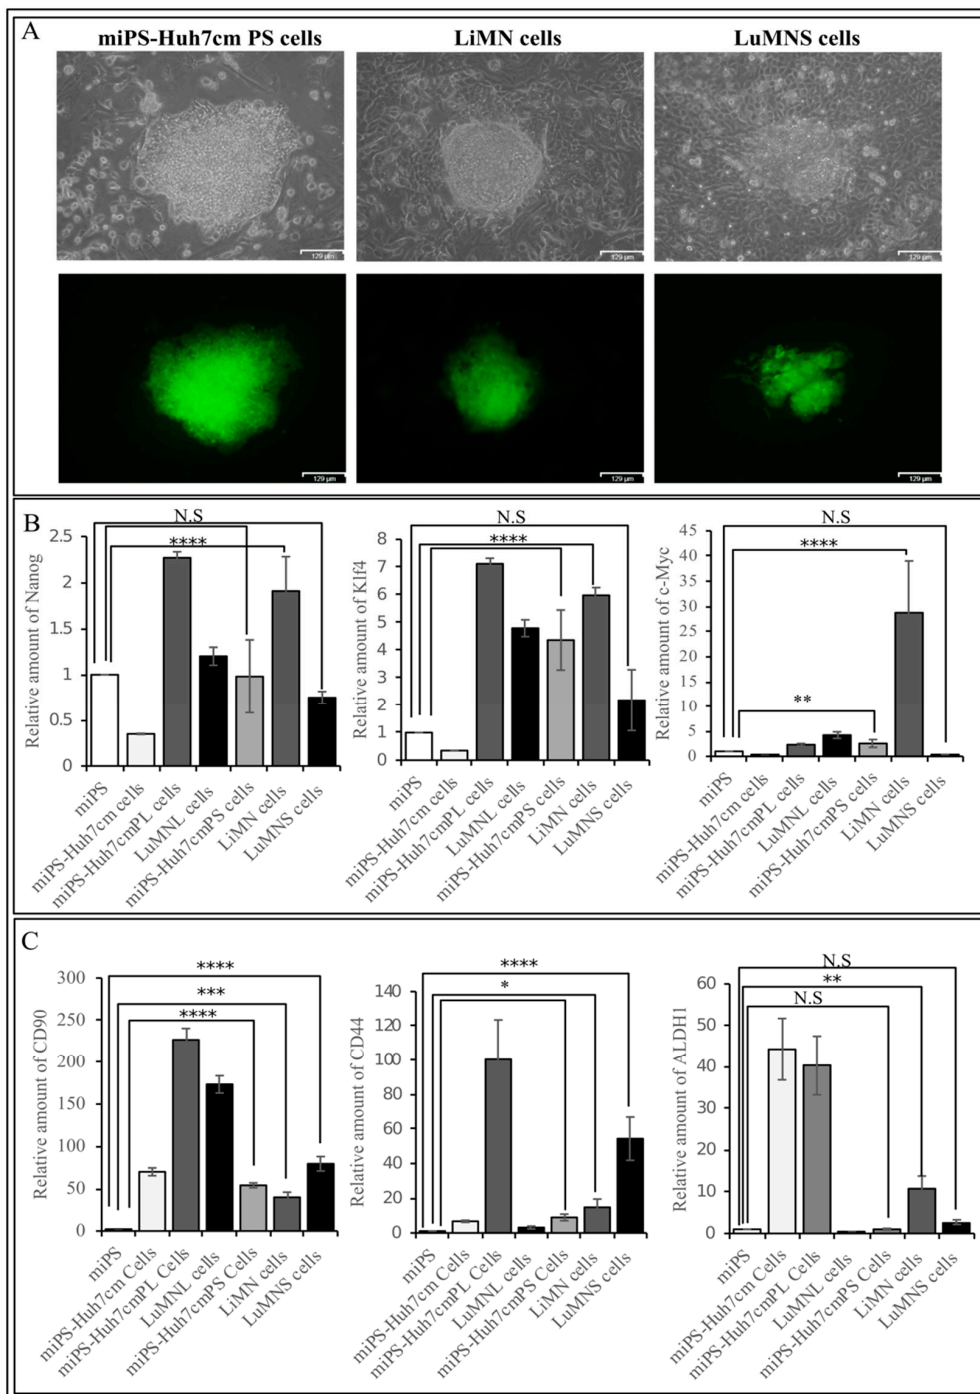 A
miPS-Huh7cm PS cells
LiMN cells
LuMNS cells
129 µm
129 µm
129 µm
129 µm
129 µm
129 µm
B
Relative amount of Nanog
2.5
2
1.5
1
0.5
0
N.S
****
miPS
miPS-Huh7cm cells
miPS-Huh7cmPL cells
LuMNL cells
miPS-Huh7cmPS cells
LiMN cells
LuMNS cells
Relative amount of Klf4
8
7
6
5
4
3
2
1
0
N.S
****
miPS
miPS-Huh7cm cells
miPS-Huh7cmPL cells
LuMNL cells
miPS-Huh7cmPS cells
LiMN cells
LuMNS cells
Relative amount of c-Myc
45
40
35
30
25
20
15
10
5
0
N.S
****
**
miPS
miPS-Huh7cm cells
miPS-Huh7cmPL cells
LuMNL cells
miPS-Huh7cmPS cells
LiMN cells
LuMNS cells
C
Relative amount of CD90
300
250
200
150
100
50
0
****
***
****
miPS
miPS-Huh7cm Cells
miPS-Huh7cmPL Cells
LuMNL cells
miPS-Huh7cmPS Cells
LiMN cells
LuMNS cells
Relative amount of CD44
140
120
100
80
60
40
20
0
****
*
miPS
miPS-Huh7cm Cells
miPS-Huh7cmPL Cells
LuMNL cells
miPS-Huh7cmPS Cells
LiMN cells
LuMNS cells
Relative amount of ALDH1
60
50
40
30
20
10
0
N.S
**
N.S
miPS
miPS-Huh7cm Cells
miPS-Huh7cmPL Cells
LuMNL cells
miPS-Huh7cmPS Cells
LiMN cells
LuMNS cells